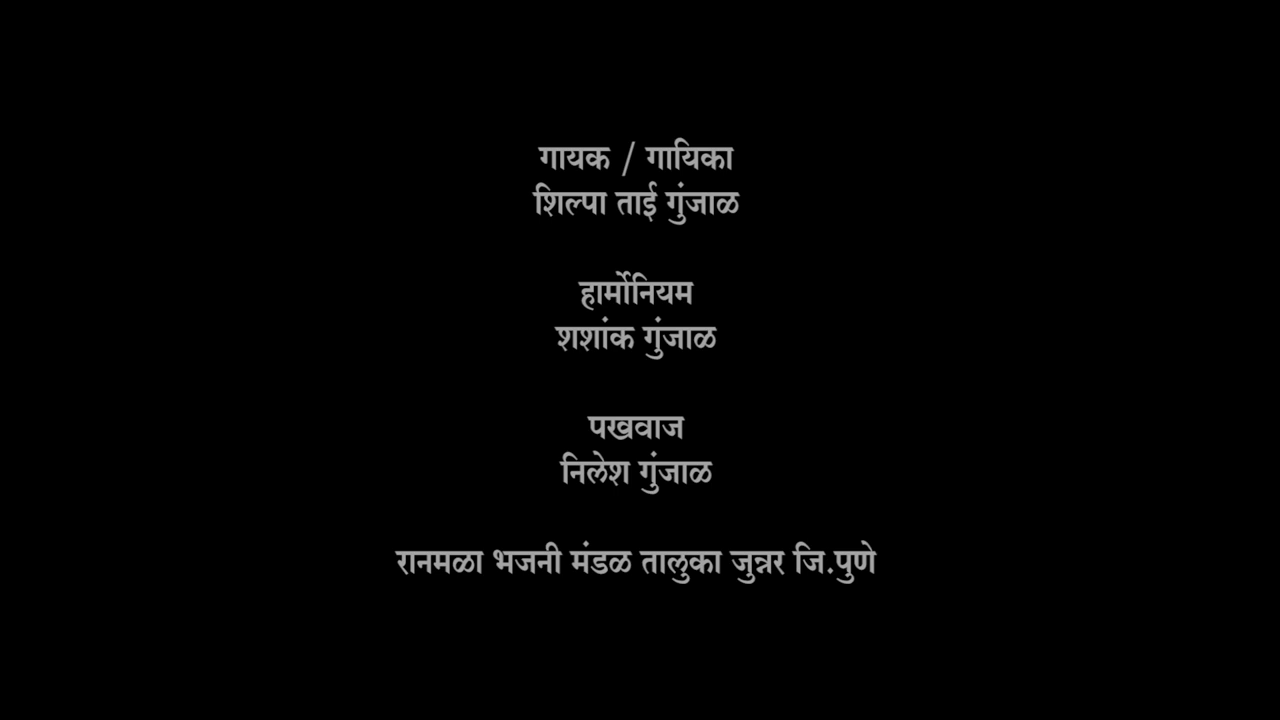 गायक / गायिका
शिल्पा ताई गुंजाळ
हार्मोनियम
शशांक गुंजाळ
पखवाज
निलेश गुंजाळ
रानमळा भजनी मंडळ तालुका जुन्नर जि.पुणे